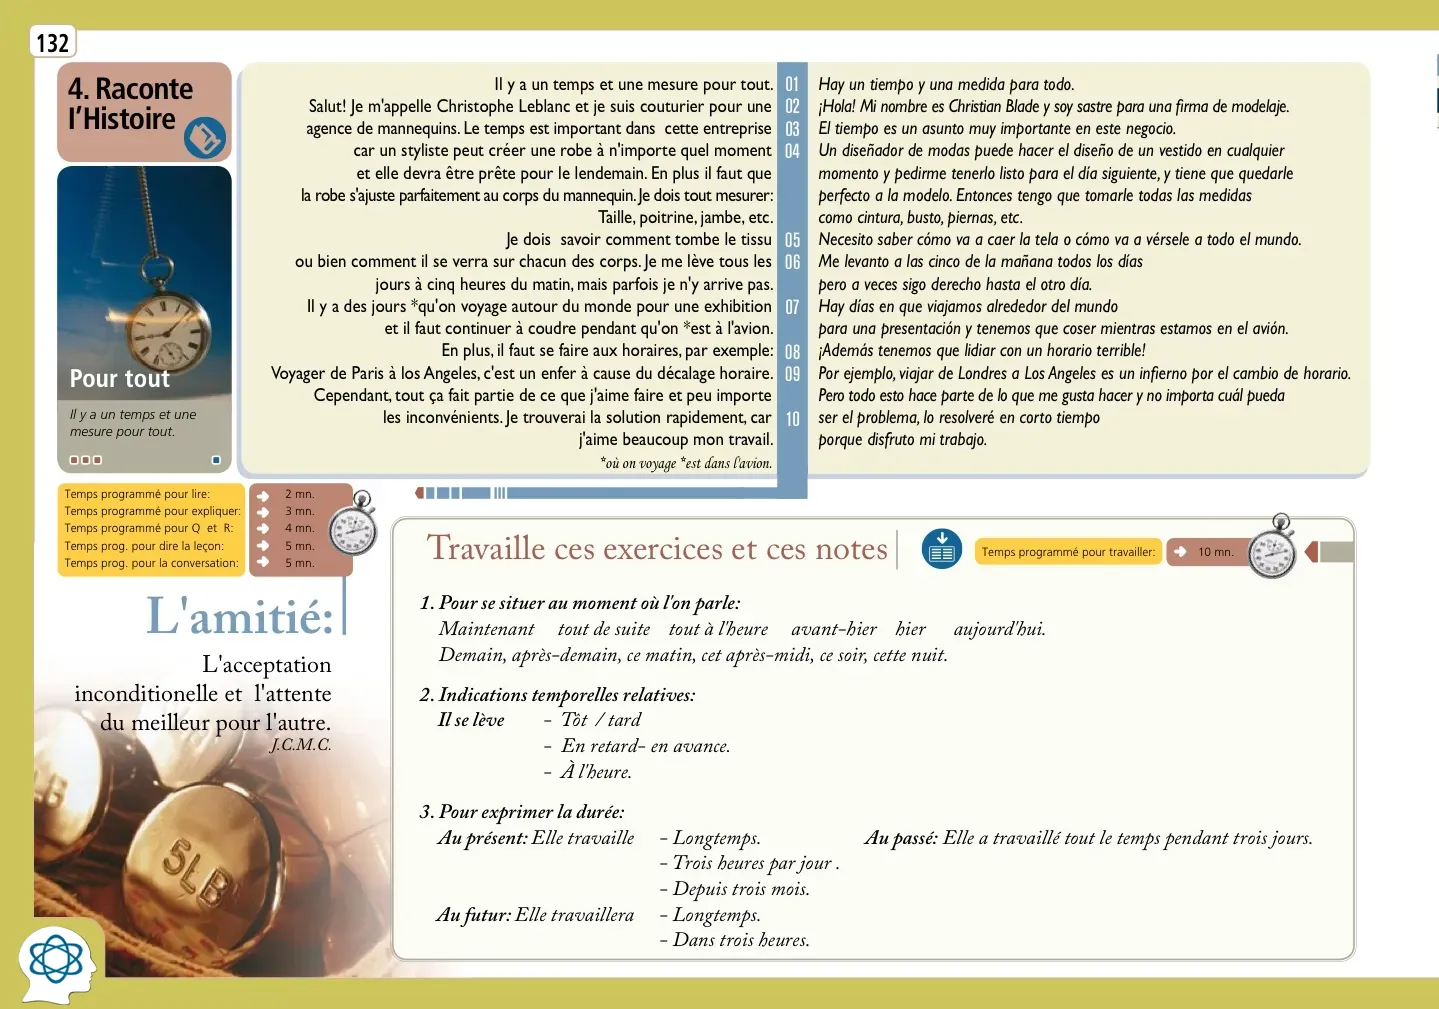 132
4. Raconte
l'Histoire
Pour tout
Il y a un temps et une
mesure pour tout.
Il y a un temps et une mesure pour tout.
Salut! Je m'appelle Christophe Leblanc et je suis couturier pour une
agence de mannequins. Le temps est important dans cette entreprise
car un styliste peut créer une robe à n'importe quel moment
et elle devra être prête pour le lendemain. En plus il faut que
la robe s'ajuste parfaitement au corps du mannequin. Je dois tout mesurer:
Taille, poitrine, jambe, etc.
Je dois savoir comment tombe le tissu
ou bien comment il se verra sur chacun des corps. Je me lève tous les
jours à cinq heures du matin, mais parfois je n'y arrive pas.
Il y a des jours *qu'on voyage autour du monde pour une exhibition
et il faut continuer à coudre pendant qu'on *est à l'avion.
En plus, il faut se faire aux horaires, par exemple:
Voyager de Paris à los Angeles, c'est un enfer à cause du décalage horaire.
Cependant, tout ça fait partie de ce que j'aime faire et peu importe
les inconvénients. Je trouverai la solution rapidement, car
j'aime beaucoup mon travail.
*où on voyage *est dans l'avion.
01
02
03
04
05
06
07
08
09
10
Hay un tiempo y una medida para todo.
¡Hola! Mi nombre es Christian Blade y soy sastre para una firma de modelaje.
El tiempo es un asunto muy importante en este negocio.
Un diseñador de modas puede hacer el diseño de un vestido en cualquier
momento y pedirme tenerlo listo para el día siguiente, y tiene que quedarle
perfecto a la modelo. Entonces tengo que tomarle todas las medidas
como cintura, busto, piernas, etc.
Necesito saber cómo va a caer la tela o cómo va a vérsele a todo el mundo.
Me levanto a las cinco de la mañana todos los días
pero a veces sigo derecho hasta el otro día.
Hay días en que viajamos alrededor del mundo
para una presentación y tenemos que coser mientras estamos en el avión.
¡Además tenemos que lidiar con un horario terrible!
Por ejemplo, viajar de Londres a Los Angeles es un infierno por el cambio de horario.
Pero todo esto hace parte de lo que me gusta hacer y no importa cuál pueda
ser el problema, lo resolveré en corto tiempo
porque disfruto mi trabajo.
Temps programmé pour lire: 2 mn.
Temps programmé pour expliquer: 3 mn.
Temps programmé pour Q et R: 4 mn.
Temps prog. pour dire la leçon: 5 mn.
Temps prog. pour la conversation: 5 mn.
L'amitié:
L'acceptation
inconditionelle et l'attente
du meilleur pour l'autre.
J.C.M.C.
5LB
LB
Travaille ces exercices et ces notes
Temps programmé pour travailler: 10 mn.
1. Pour se situer au moment où l'on parle:
Maintenant tout de suite tout à l'heure avant-hier hier aujourd'hui.
Demain, après-demain, ce matin, cet après-midi, ce soir, cette nuit.
2. Indications temporelles relatives:
Il se lève - Tôt / tard
- En retard- en avance.
- À l'heure.
3. Pour exprimer la durée:
Au présent: Elle travaille - Longtemps. Au passé: Elle a travaillé tout le temps pendant trois jours.
- Trois heures par jour .
- Depuis trois mois.
Au futur: Elle travaillera - Longtemps.
- Dans trois heures.